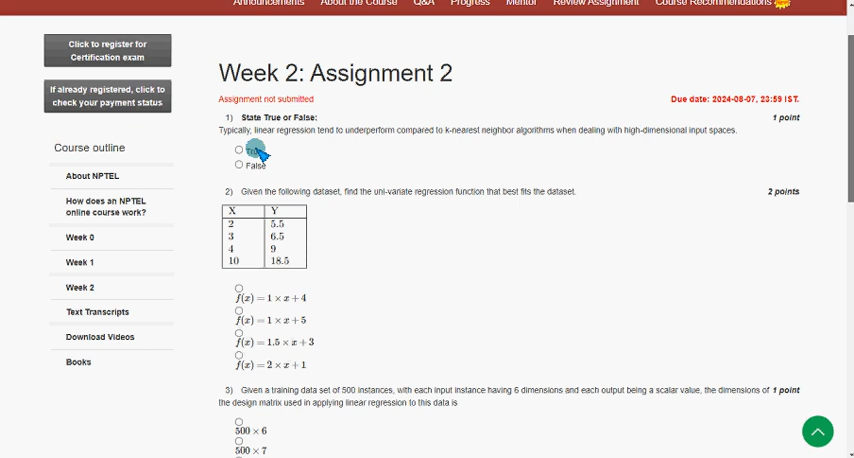 Announcements About the Course Q&A Progress Mentor Review Assignment Course Recommendations
Click to register for
Certification exam
If already registered, click to
check your payment status
Course outline
About NPTEL
How does an NPTEL
online course work?
Week 0
Week 1
Week 2
Text Transcripts
Download Videos
Books
Week 2: Assignment 2
Assignment not submitted Due date: 2024-08-07, 23:59 IST.
1) State True or False: 1 point
Typically, linear regression tend to underperform compared to k-nearest neighbor algorithms when dealing with high-dimensional input spaces.
False
2) Given the following dataset, find the uni-variate regression function that best fits the dataset. 2 points
X Y
2 5.5
3 6.5
4 9
10 18.5
f(x) = 1 × x + 4
f(x) = 1 × x + 5
f(x) = 1.5 × x + 3
f(x) = 2 × x + 1
3) Given a training data set of 500 instances, with each input instance having 6 dimensions and each output being a scalar value, the dimensions of 1 point
the design matrix used in applying linear regression to this data is
500 × 6
500 × 7